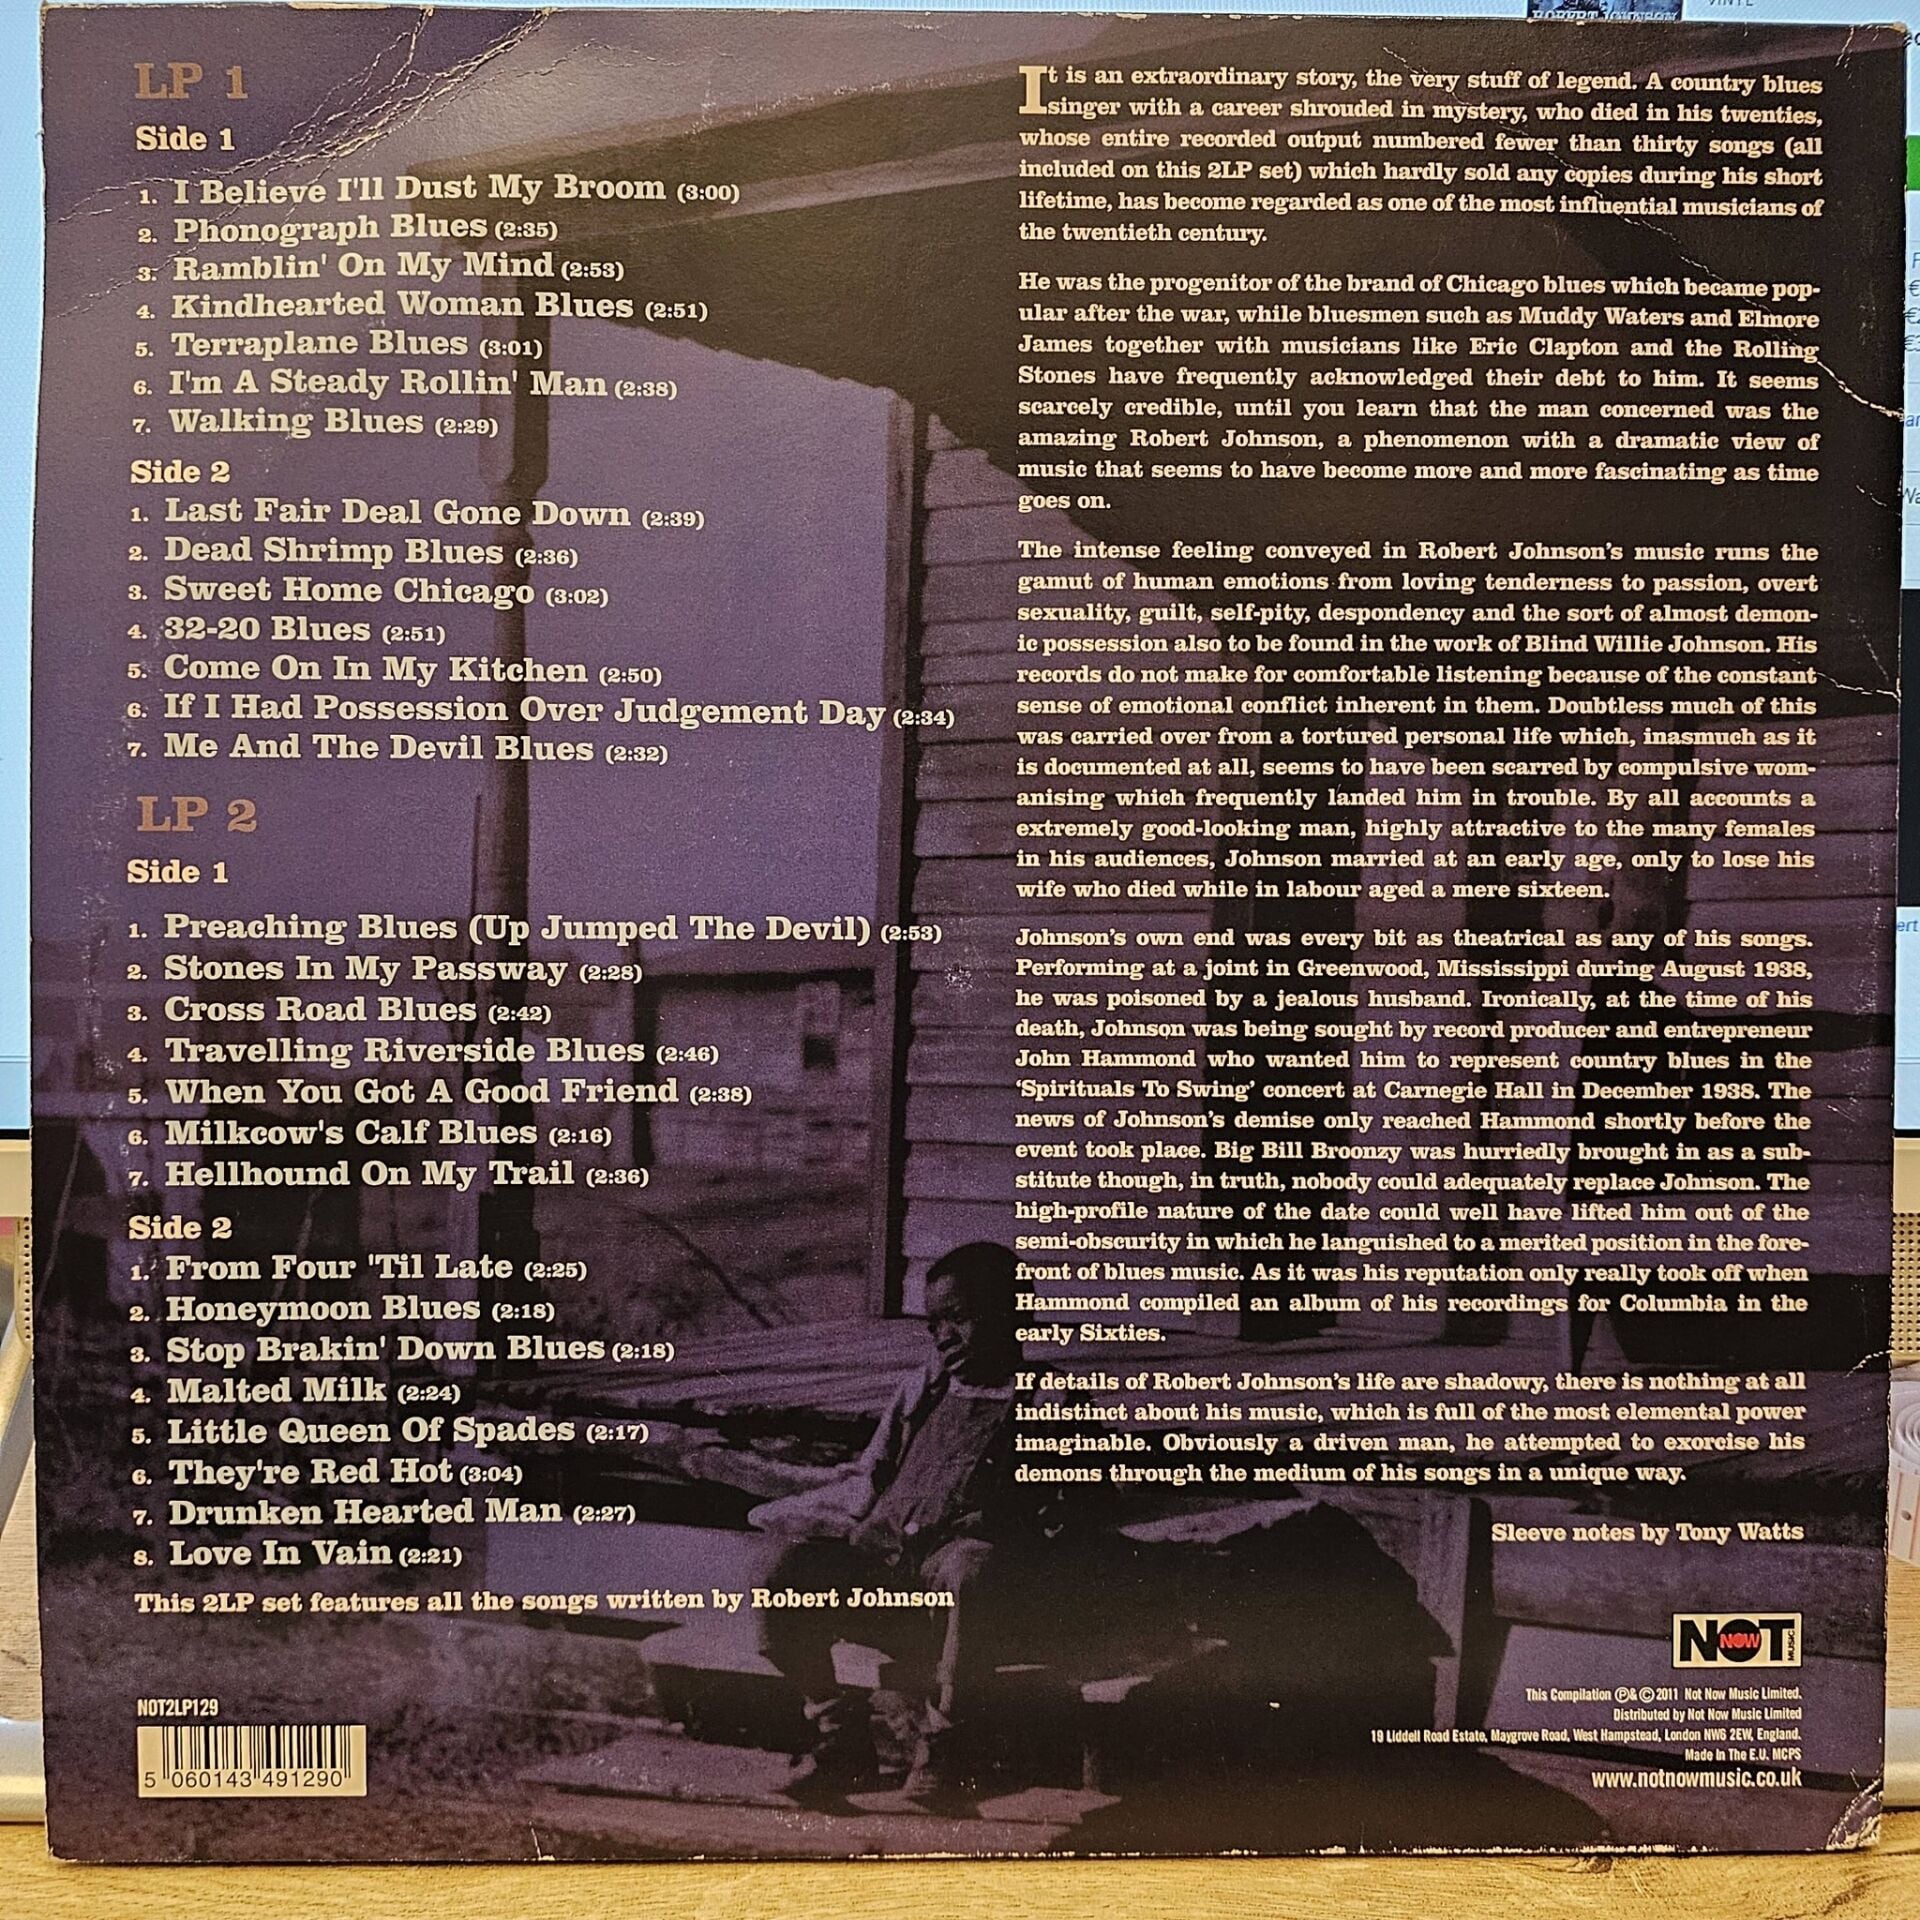 LP 1
Side 1
1. I Believe I'll Dust My Broom (3:00)
2. Phonograph Blues (2:35)
3. Ramblin' On My Mind (2:53)
4. Kindhearted Woman Blues (2:51)
5. Terraplane Blues (3:01)
6. I'm A Steady Rollin' Man (2:38)
7. Walking Blues (2:29)
Side 2
1. Last Fair Deal Gone Down (2:39)
2. Dead Shrimp Blues (2:36)
3. Sweet Home Chicago (3:02)
4. 32-20 Blues (2:51)
5. Come On In My Kitchen (2:50)
6. If I Had Possession Over Judgement Day (2:34)
7. Me And The Devil Blues (2:32)
LP 2
Side 1
1. Preaching Blues (Up Jumped The Devil) (2:53)
2. Stones In My Passway (2:28)
3. Cross Road Blues (2:42)
4. Travelling Riverside Blues (2:46)
5. When You Got A Good Friend (2:38)
6. Milkcow's Calf Blues (2:16)
7. Hellhound On My Trail (2:36)
Side 2
1. From Four 'Til Late (2:25)
2. Honeymoon Blues (2:18)
3. Stop Brakin' Down Blues (2:18)
4. Malted Milk (2:24)
5. Little Queen Of Spades (2:17)
6. They're Red Hot (3:04)
7. Drunken Hearted Man (2:27)
8. Love In Vain (2:21)
This 2LP set features all the songs written by Robert Johnson
NOT2LP129
5 060143 491290
It is an extraordinary story, the very stuff of legend. A country blues
singer with a career shrouded in mystery, who died in his twenties,
whose entire recorded output numbered fewer than thirty songs (all
included on this 2LP set) which hardly sold any copies during his short
lifetime, has become regarded as one of the most influential musicians of
the twentieth century.
He was the progenitor of the brand of Chicago blues which became pop-
ular after the war, while bluesmen such as Muddy Waters and Elmore
James together with musicians like Eric Clapton and the Rolling
Stones have frequently acknowledged their debt to him. It seems
scarcely credible, until you learn that the man concerned was the
amazing Robert Johnson, a phenomenon with a dramatic view of
music that seems to have become more and more fascinating as time
goes on.
The intense feeling conveyed in Robert Johnson's music runs the
gamut of human emotions from loving tenderness to passion, overt
sexuality, guilt, self-pity, despondency and the sort of almost demon-
ic possession also to be found in the work of Blind Willie Johnson. His
records do not make for comfortable listening because of the constant
sense of emotional conflict inherent in them. Doubtless much of this
was carried over from a tortured personal life which, inasmuch as it
is documented at all, seems to have been scarred by compulsive wom-
anising which frequently landed him in trouble. By all accounts a
extremely good-looking man, highly attractive to the many females
in his audiences, Johnson married at an early age, only to lose his
wife who died while in labour aged a mere sixteen.
Johnson's own end was every bit as theatrical as any of his songs.
Performing at a joint in Greenwood, Mississippi during August 1938,
he was poisoned by a jealous husband. Ironically, at the time of his
death, Johnson was being sought by record producer and entrepreneur
John Hammond who wanted him to represent country blues in the
'Spirituals To Swing' concert at Carnegie Hall in December 1938. The
news of Johnson's demise only reached Hammond shortly before the
event took place. Big Bill Broonzy was hurriedly brought in as a sub-
stitute though, in truth, nobody could adequately replace Johnson. The
high-profile nature of the date could well have lifted him out of the
semi-obscurity in which he languished to a merited position in the fore-
front of blues music. As it was his reputation only really took off when
Hammond compiled an album of his recordings for Columbia in the
early Sixties.
If details of Robert Johnson's life are shadowy, there is nothing at all
indistinct about his music, which is full of the most elemental power
imaginable. Obviously a driven man, he attempted to exorcise his
demons through the medium of his songs in a unique way.
Sleeve notes by Tony Watts
NOT NOW MUSIC
This Compilation ℗&©2011 Not Now Music Limited.
Distributed by Not Now Music Limited
19 Liddell Road Estate, Maygrove Road, West Hampstead, London NW6 2EW, England.
Made In The E.U. MCPS
www.notnowmusic.co.uk